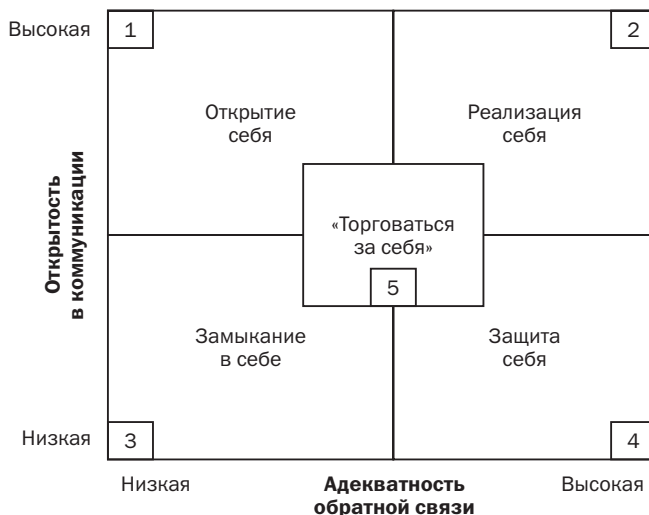 Высокая
1
2
Открытие
себя
Реализация
себя
Открытость
в коммуникации
«Торговаться
за себя»
5
Замыкание
в себе
Защита
себя
Низкая
3
4
Низкая
Адекватность
обратной связи
Высокая